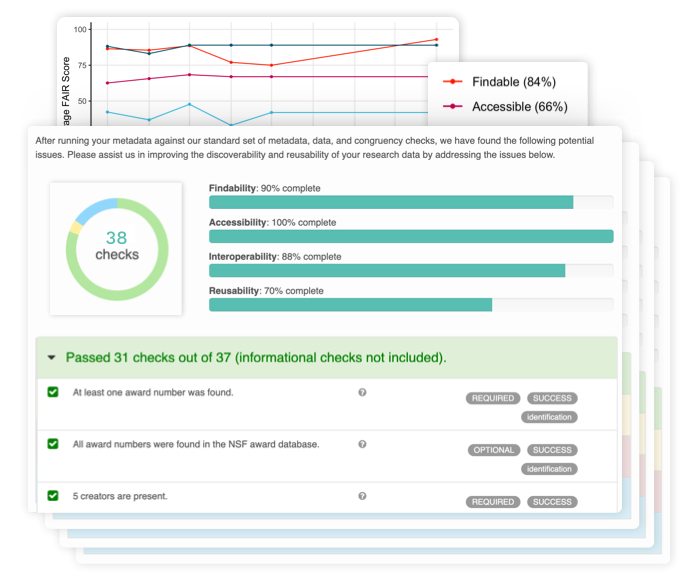 100
75
50
age FAIR Score
Findable (84%)
Accessible (66%)
After running your metadata against our standard set of metadata, data, and congruency checks, we have found the following potential
issues. Please assist us in improving the discoverability and reusability of your research data by addressing the issues below.
38
checks
Findability: 90% complete
Accessibility: 100% complete
Interoperability: 88% complete
Reusability: 70% complete
Passed 31 checks out of 37 (informational checks not included).
At least one award number was found.
?
REQUIRED SUCCESS
identification
All award numbers were found in the NSF award database.
?
OPTIONAL SUCCESS
identification
5 creators are present.
?
REQUIRED SUCCESS